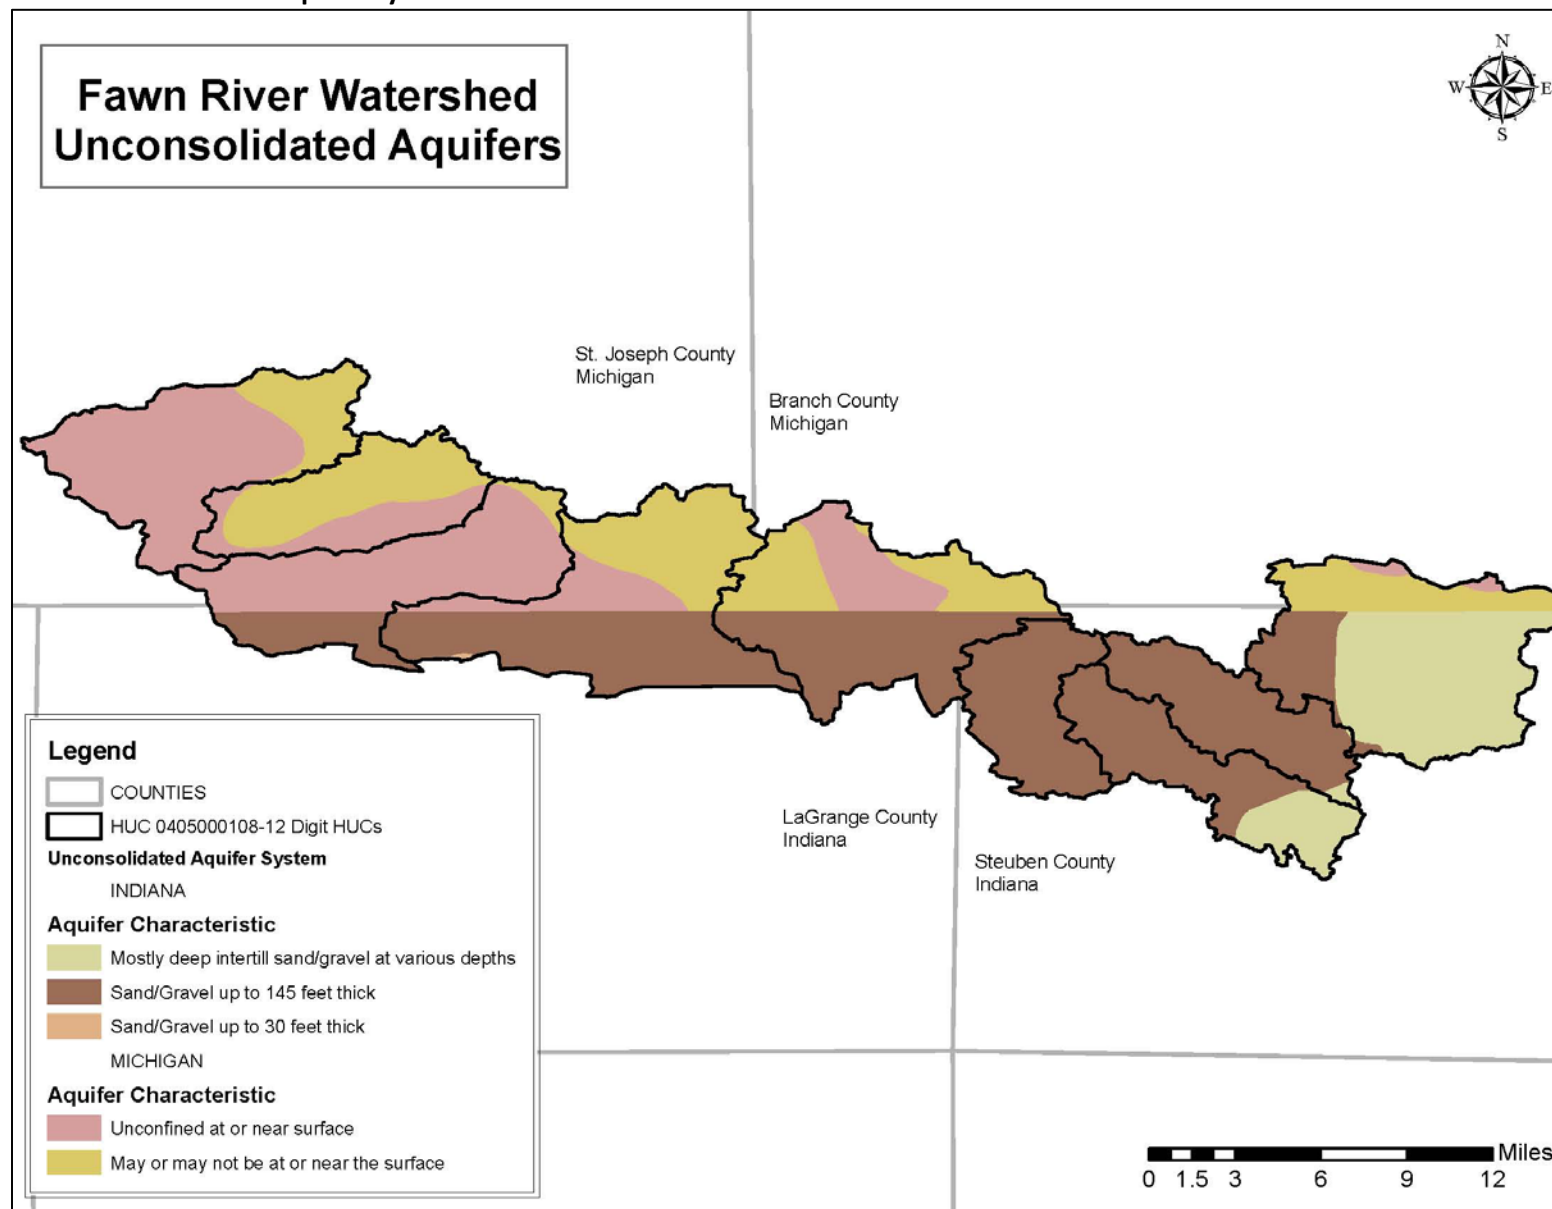 Fawn River Watershed
Unconsolidated Aquifers
N
W
E
S
St. Joseph County
Michigan
Branch County
Michigan
LaGrange County
Indiana
Steuben County
Indiana
Legend
COUNTIES
HUC 0405000108-12 Digit HUCs
Unconsolidated Aquifer System
INDIANA
Aquifer Characteristic
Mostly deep intertill sand/gravel at various depths
Sand/Gravel up to 145 feet thick
Sand/Gravel up to 30 feet thick
MICHIGAN
Aquifer Characteristic
Unconfined at or near surface
May or may not be at or near the surface
Miles
0 1.5 3 6 9 12